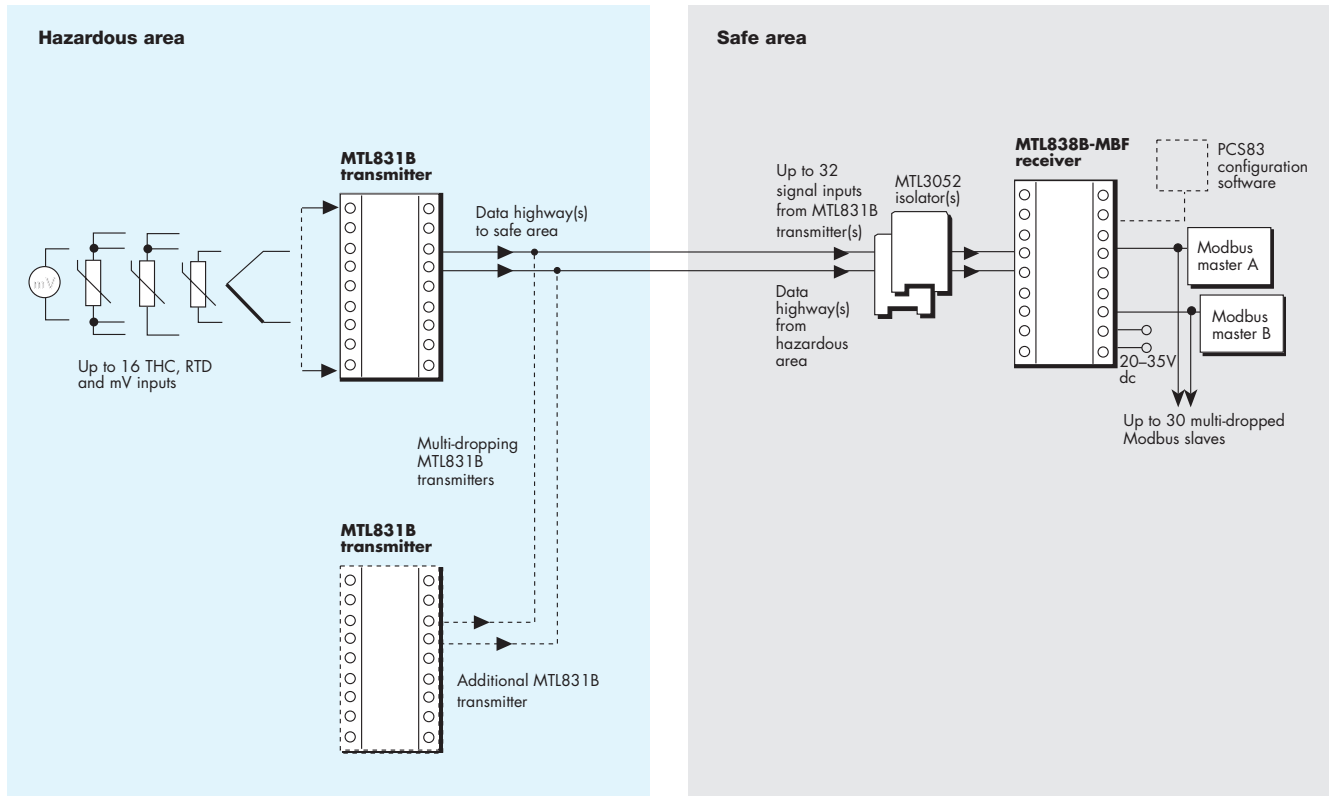 Hazardous area
MTL831B
transmitter
Data highway(s)
to safe area
mV
Up to 16 THC, RTD
and mV inputs
Multi-dropping
MTL831B
transmitters
MTL831B
transmitter
Additional MTL831B
transmitter
Safe area
Up to 32
signal inputs
from MTL831B
transmitter(s)
MTL3052
isolator(s)
Data
highway(s)
from
hazardous
area
MTL838B-MBF
receiver
PCS83
configuration
software
Modbus
master A
Modbus
master B
20–35V
dc
Up to 30 multi-dropped
Modbus slaves